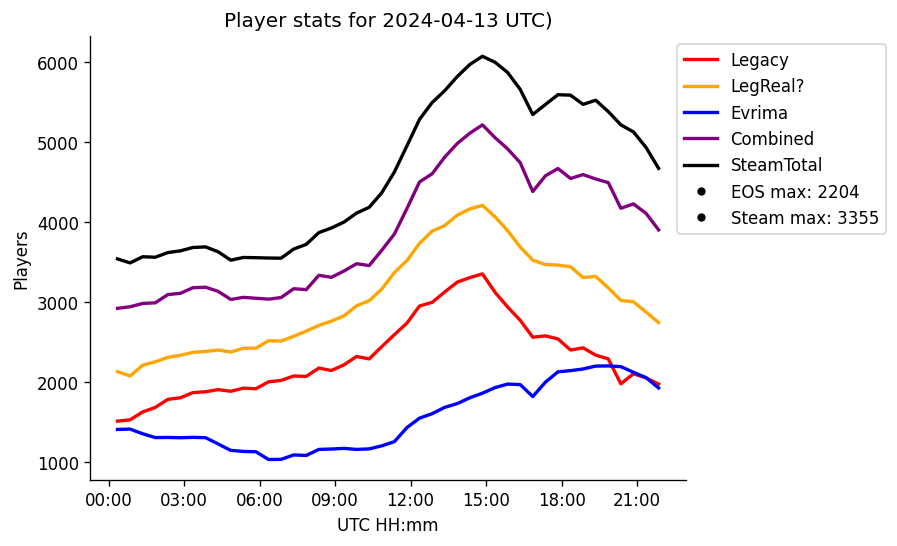 Player stats for 2024-04-13 UTC)
Players
6000
5000
4000
3000
2000
1000
00:00 03:00 06:00 09:00 12:00 15:00 18:00 21:00
UTC HH:mm
Legacy
LegReal?
Evrima
Combined
SteamTotal
EOS max: 2204
Steam max: 3355